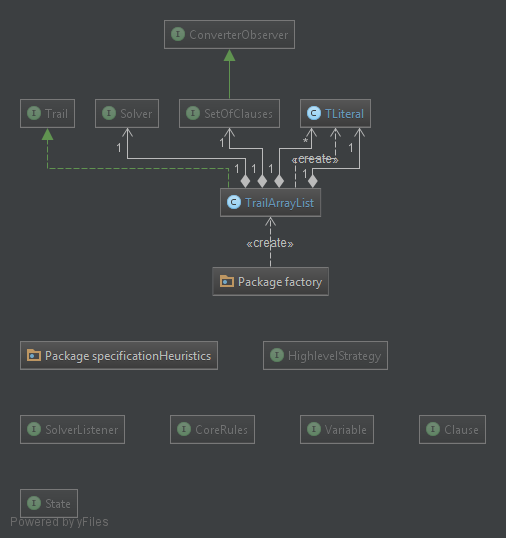 I ConverterObserver
I Trail
I Solver
I SetOfClauses
C TLiteral
1
1
*
1
«create»
1
1
1
1
C TrailArrayList
«create»
Package factory
Package specificationHeuristics
I HighlevelStrategy
I SolverListener
I CoreRules
I Variable
I Clause
I State
Powered by yFiles